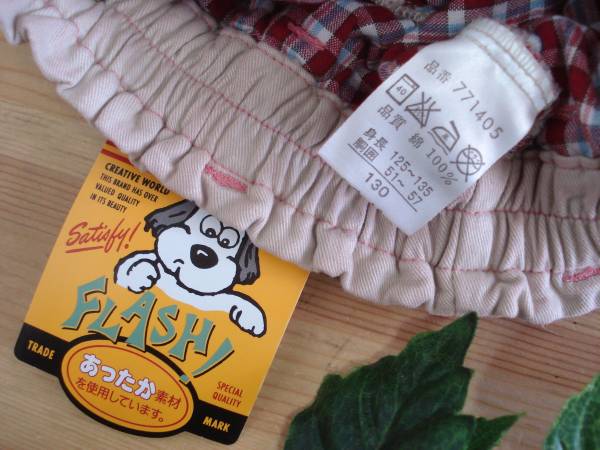 品番 771405
40
品質 綿 100%
身長 125~135
胴囲 51~57
130
CREATIVE WORLD
THIS BRAND HAS OVER
VALUED QUALITY
IN ITS BEAUTY
Satisfy!
FLASH!
TRADE
あったか素材
を使用しています。
SPECIAL
QUALITY
MARK